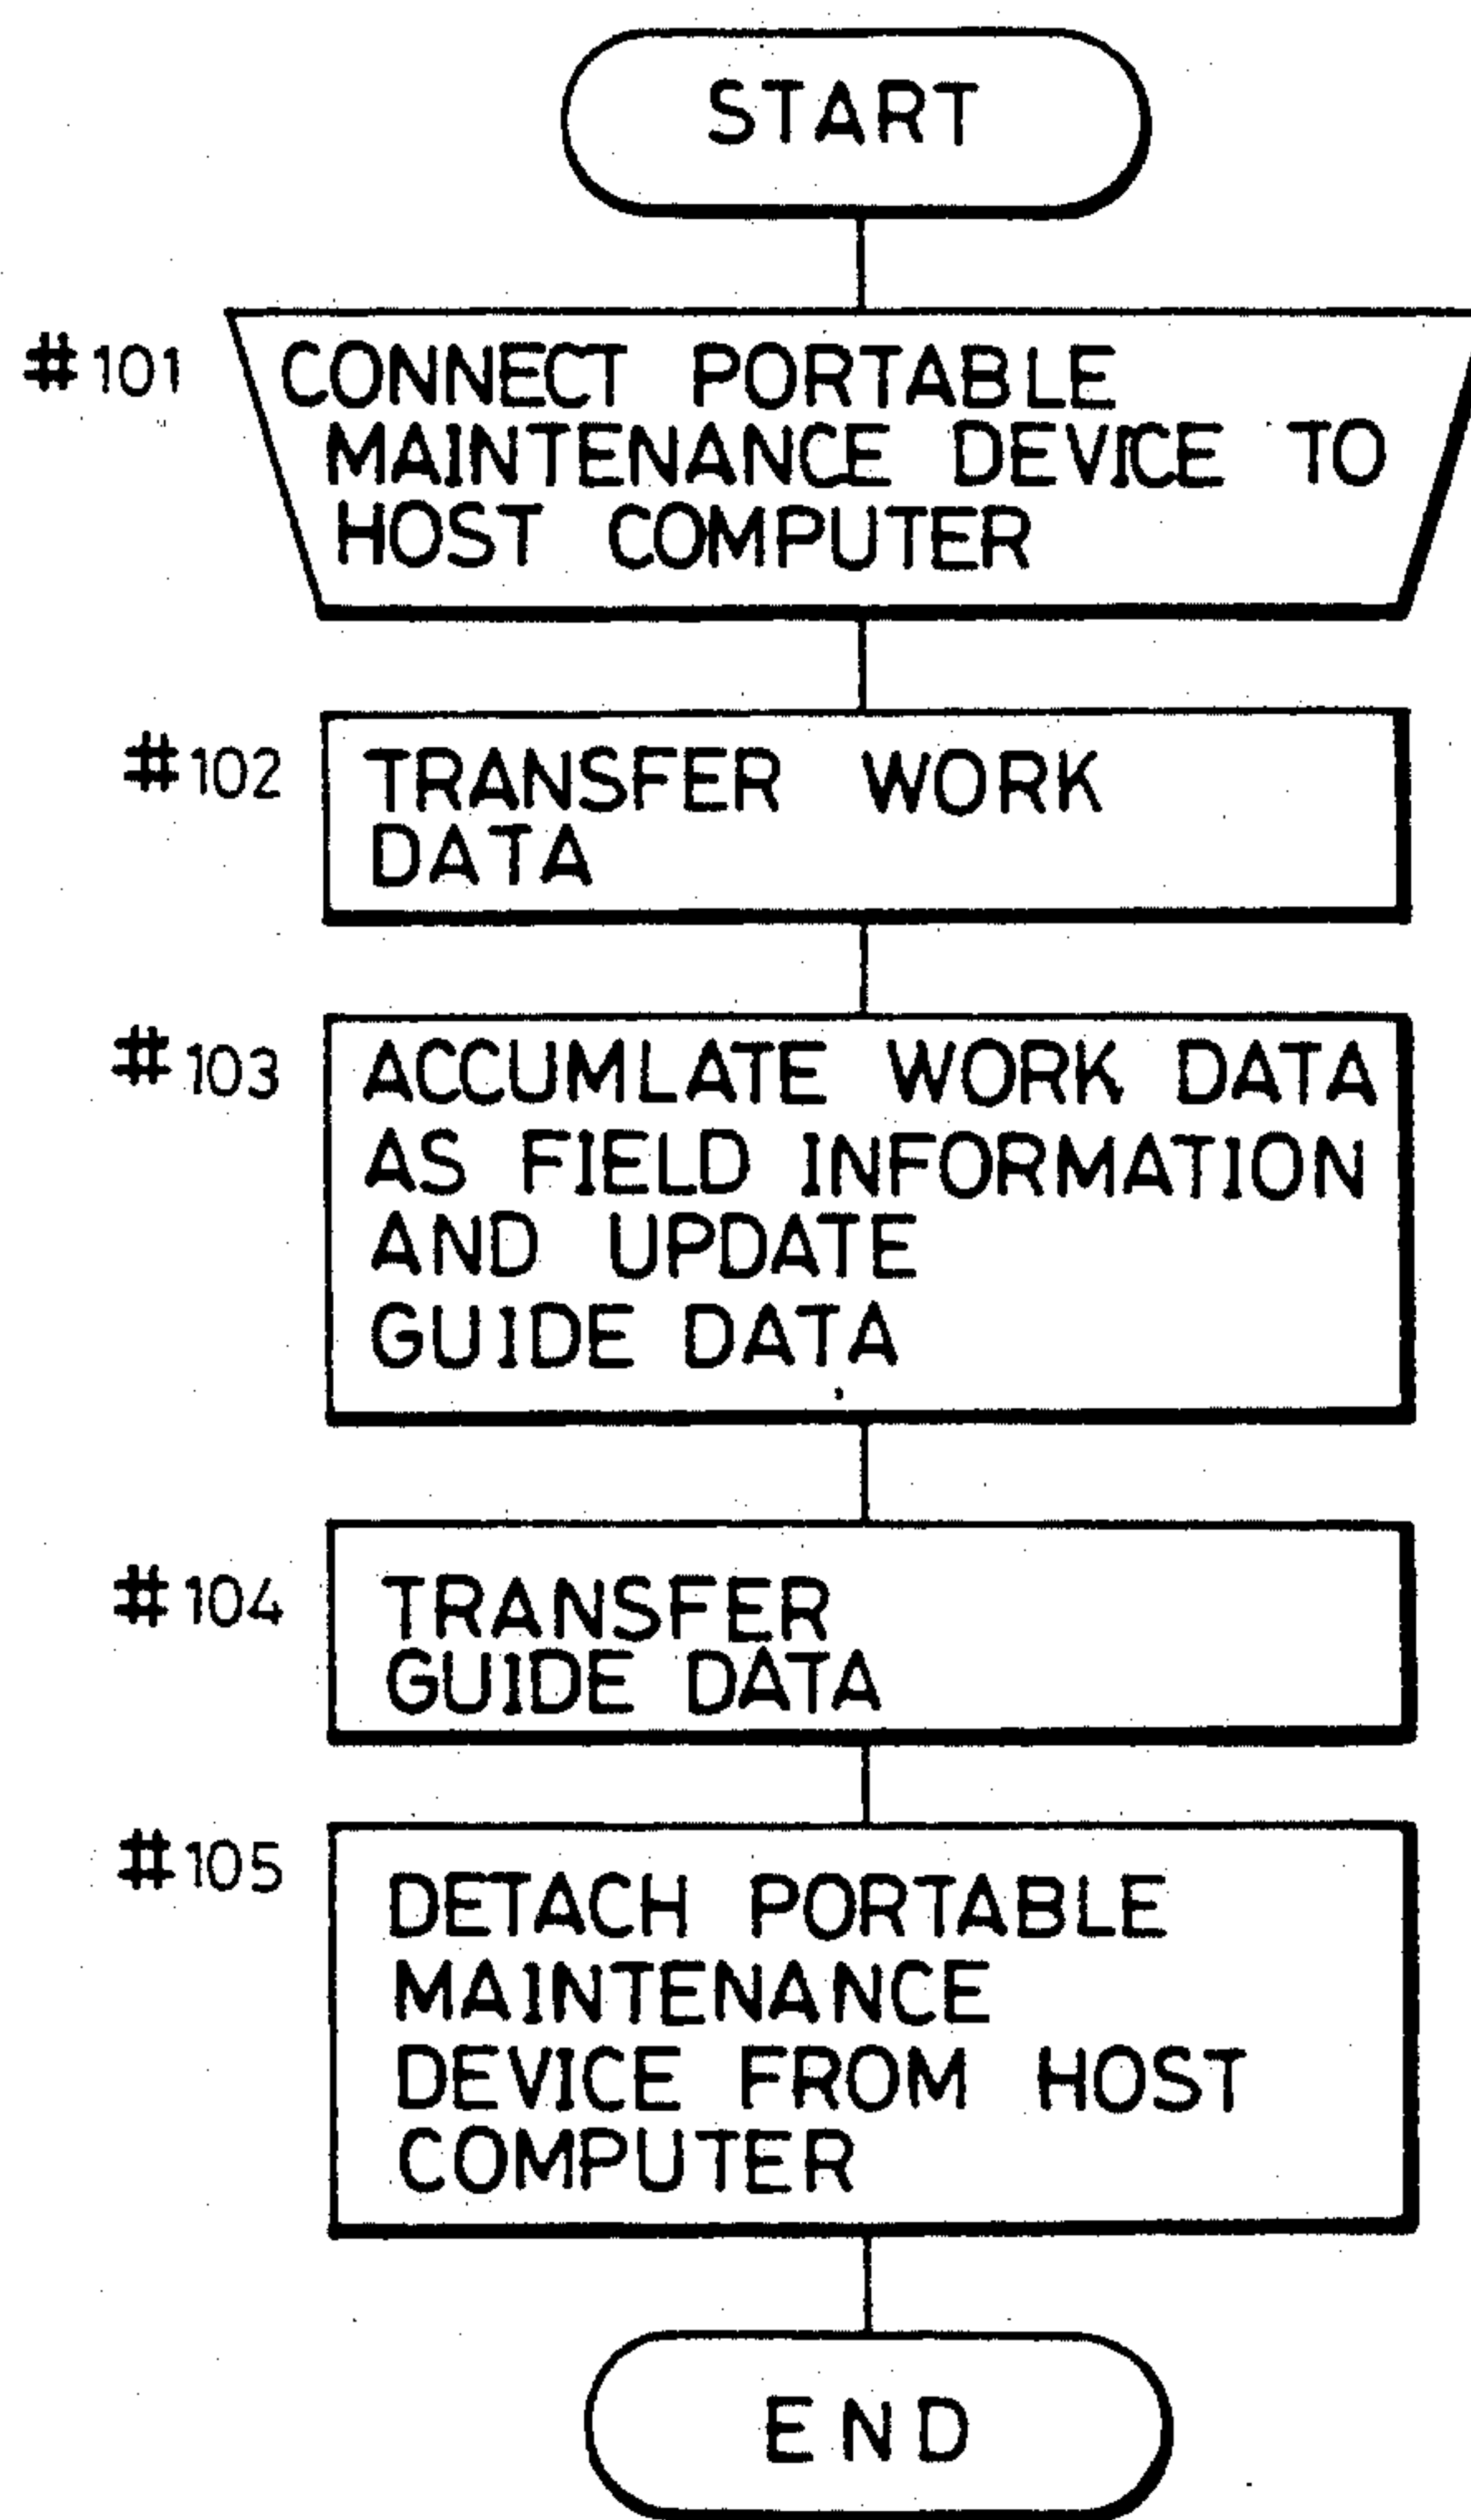 START
#101
CONNECT PORTABLE
MAINTENANCE DEVICE TO
HOST COMPUTER
#102
TRANSFER WORK
DATA
#103
ACCUMLATE WORK DATA
AS FIELD INFORMATION
AND UPDATE
GUIDE DATA
#104
TRANSFER
GUIDE DATA
#105
DETACH PORTABLE
MAINTENANCE
DEVICE FROM HOST
COMPUTER
END